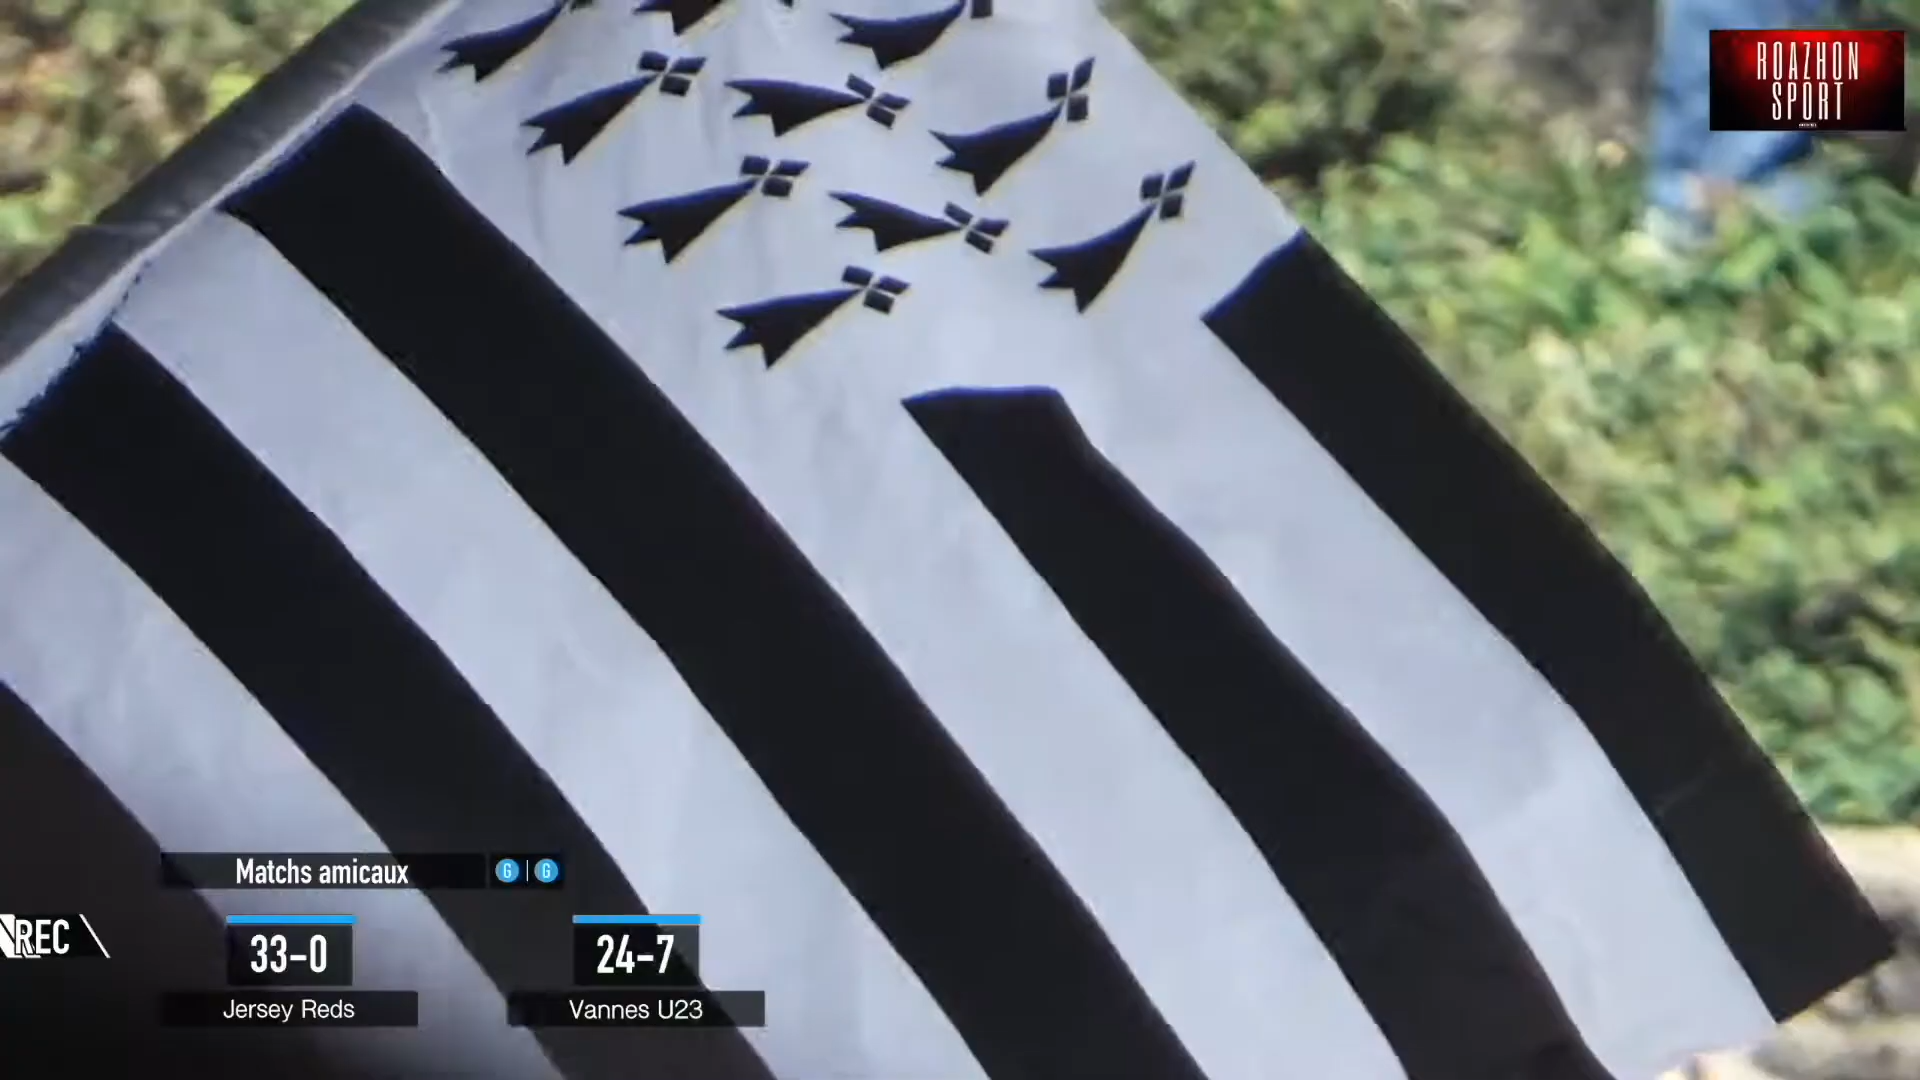 ROAZHON
SPORT
Matchs amicaux
G | G
REC
33-0
24-7
Jersey Reds
Vannes U23